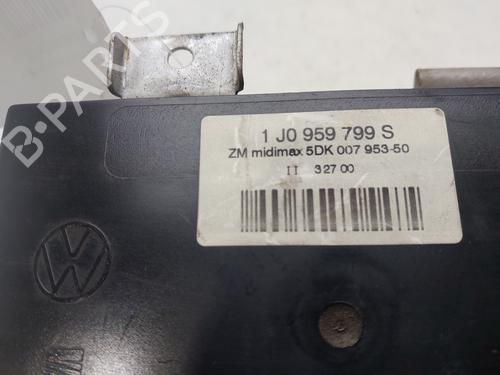 1 J0 959 799 S
ZM midimax 5DK 007 953-50
II 32700
B-PARTS